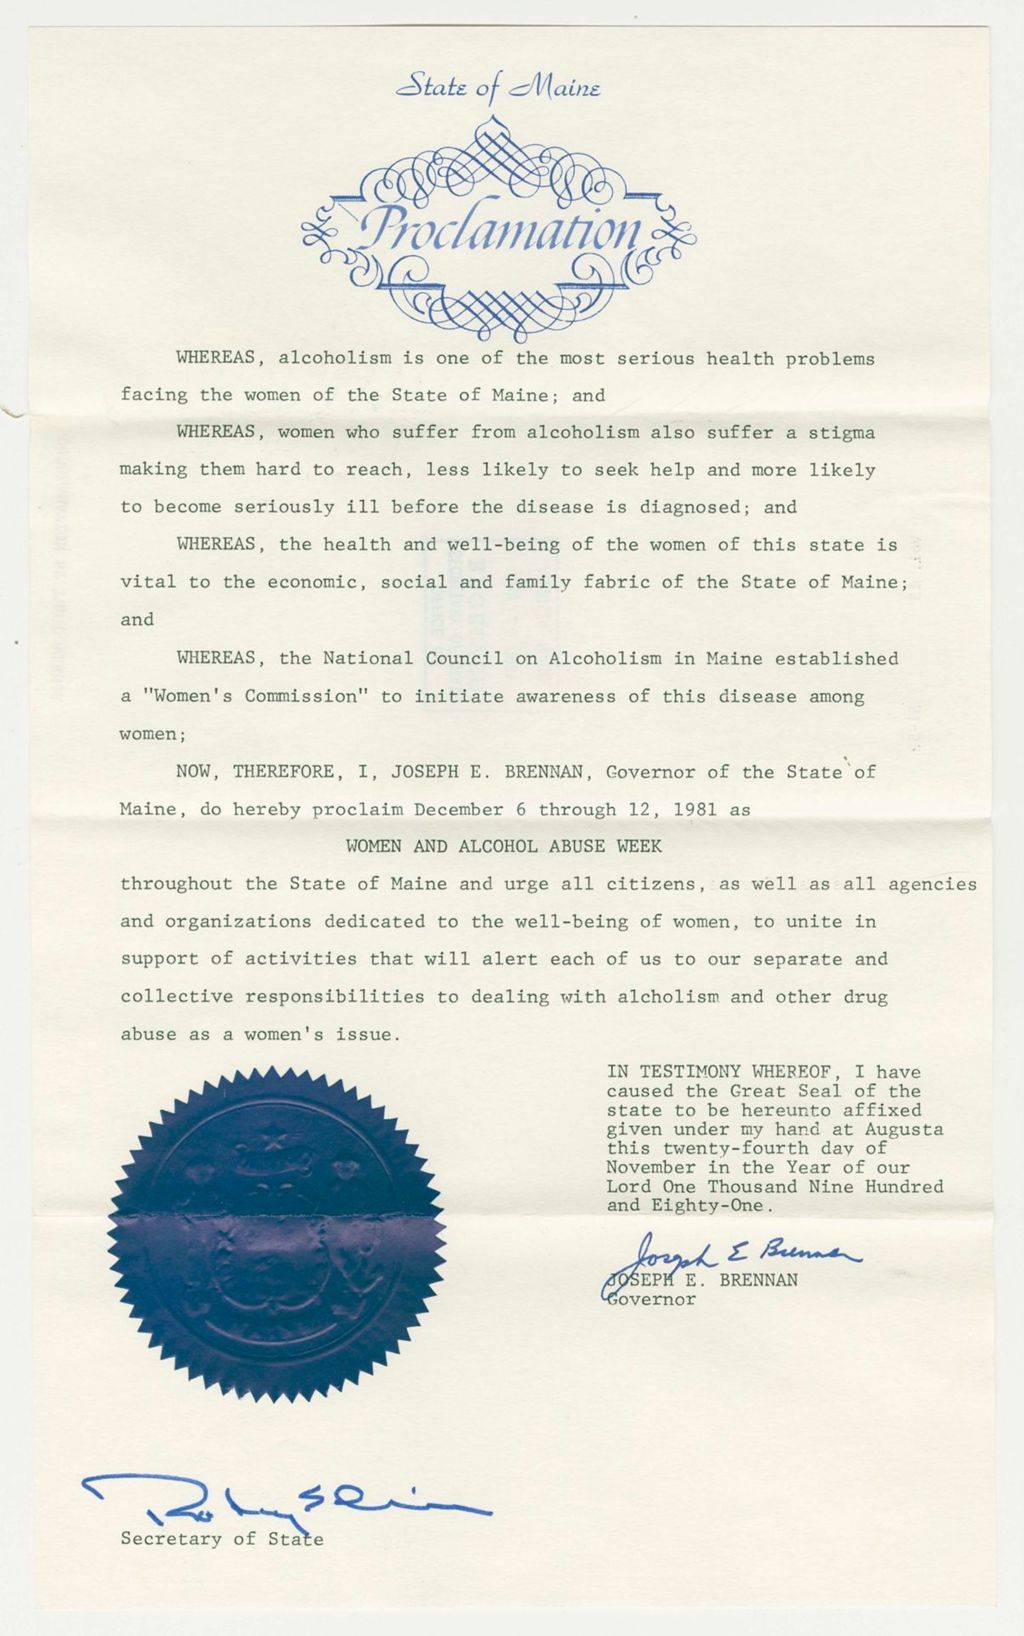 State of Maine
Proclamation
WHEREAS, alcoholism is one of the most serious health problems
facing the women of the State of Maine; and
WHEREAS, women who suffer from alcoholism also suffer a stigma
making them hard to reach, less likely to seek help and more likely
to become seriously ill before the disease is diagnosed; and
WHEREAS, the health and well-being of the women of this state is
vital to the economic, social and family fabric of the State of Maine;
and
WHEREAS, the National Council on Alcoholism in Maine established
a "Women's Commission" to initiate awareness of this disease among
women;
NOW, THEREFORE, I, JOSEPH E. BRENNAN, Governor of the State of
Maine, do hereby proclaim December 6 through 12, 1981 as
WOMEN AND ALCOHOL ABUSE WEEK
throughout the State of Maine and urge all citizens, as well as all agencies
and organizations dedicated to the well-being of women, to unite in
support of activities that will alert each of us to our separate and
collective responsibilities to dealing with alcholism and other drug
abuse as a women's issue.
IN TESTIMONY WHEREOF, I have
caused the Great Seal of the
state to be hereunto affixed
given under my hand at Augusta
this twenty-fourth day of
November in the Year of our
Lord One Thousand Nine Hundred
and Eighty-One.
Joseph E Brennan
JOSEPH E. BRENNAN
Governor
Secretary of State